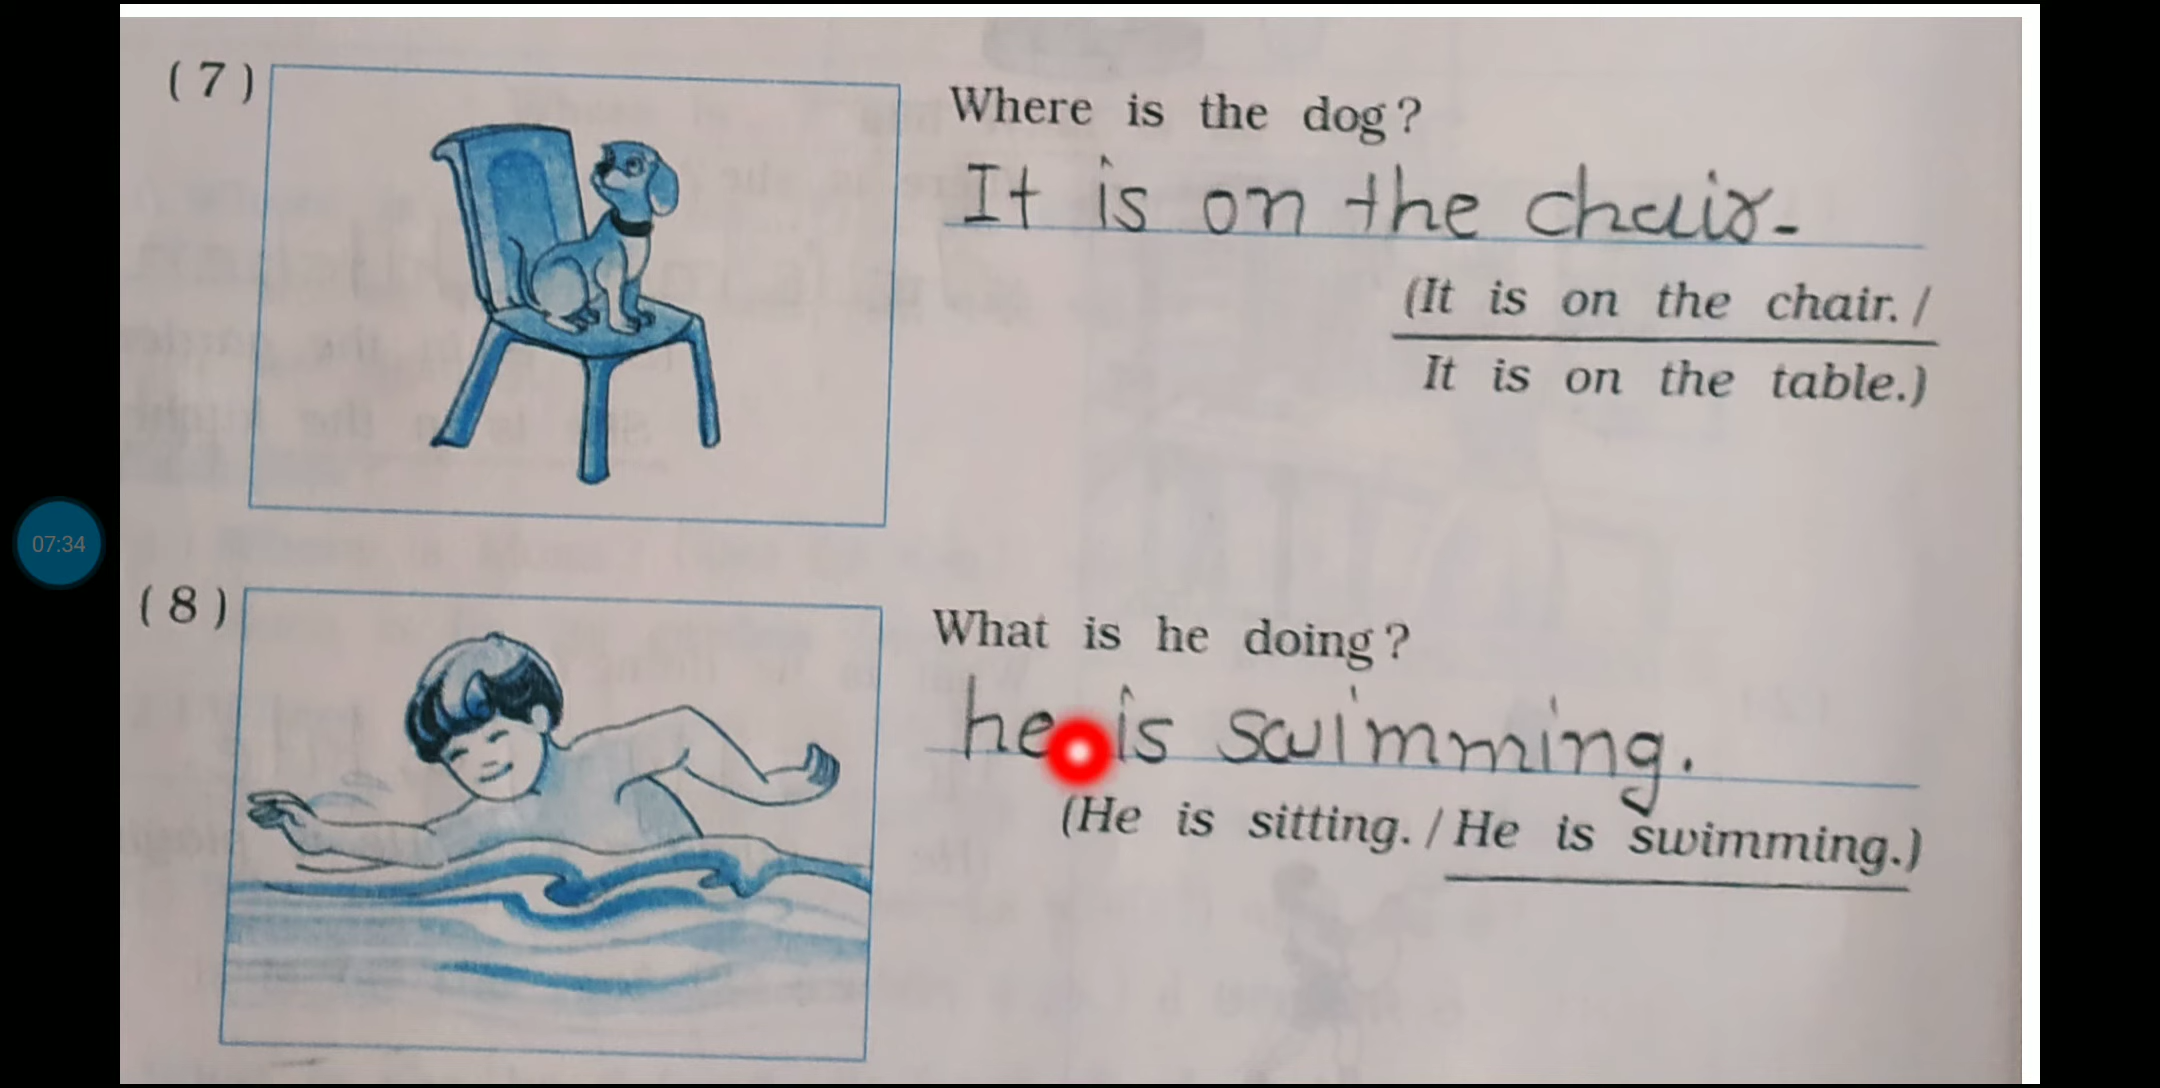 (7)
Where is the dog?
It is on the chair.
(It is on the chair. /
It is on the table.)
07:34
(8)
What is he doing?
he is swimming.
(He is sitting. / He is swimming.)